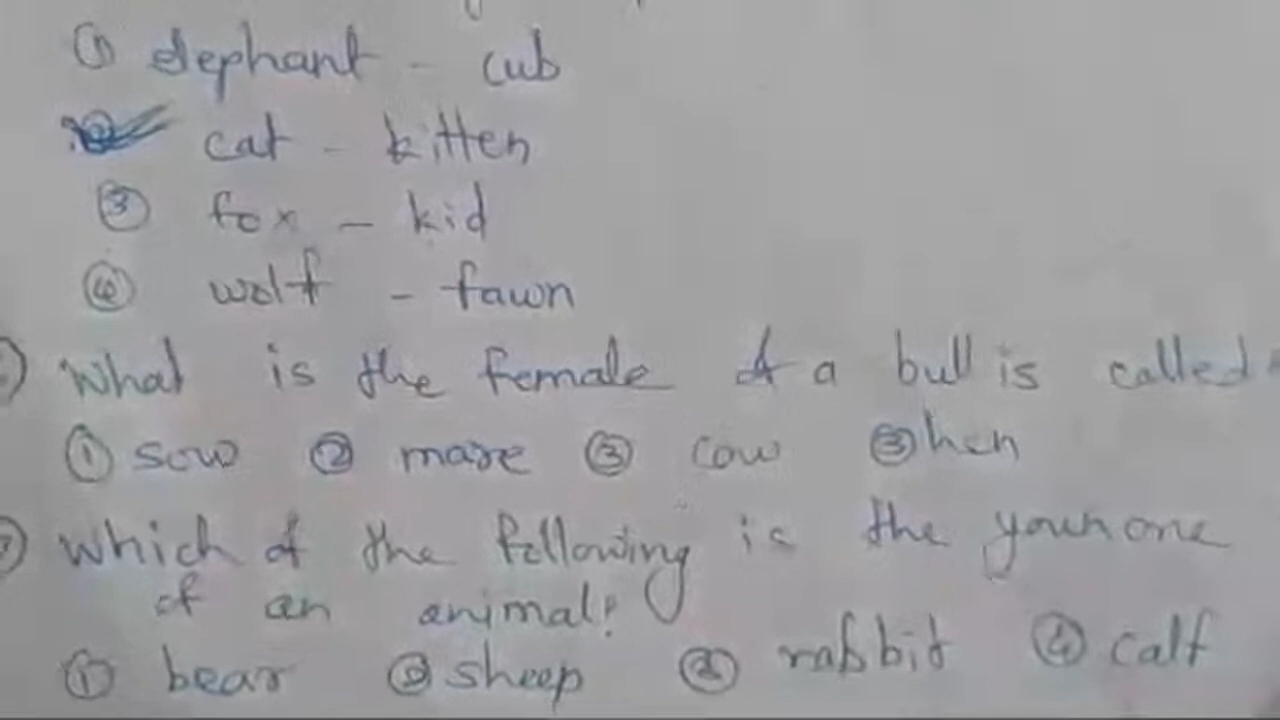 ① elephant - cub
② cat - kitten
③ fox - kid
④ wolf - fawn
What is the female of a bull is called
① sow ② mare ③ cow ③ hen
Which of the following is the youn one
of an animal?
① bear ② sheep ③ rabbit ④ calf